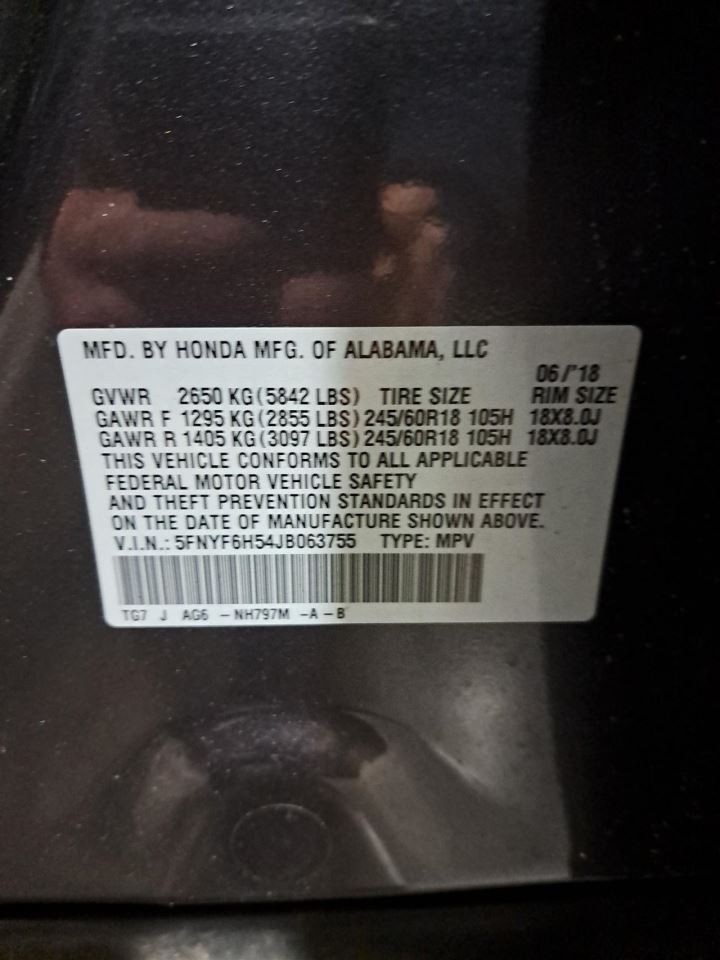 MFD. BY HONDA MFG. OF ALABAMA, LLC
06/'18
GVWR 2650 KG(5842 LBS) TIRE SIZE RIM SIZE
GAWR F 1295 KG(2855 LBS) 245/60R18 105H 18X8.0J
GAWR R 1405 KG(3097 LBS) 245/60R18 105H 18X8.0J
THIS VEHICLE CONFORMS TO ALL APPLICABLE
FEDERAL MOTOR VEHICLE SAFETY
AND THEFT PREVENTION STANDARDS IN EFFECT
ON THE DATE OF MANUFACTURE SHOWN ABOVE.
V.I.N.: 5FNYF6H54JB063755 TYPE: MPV
TG7 J AG6 -NH797M -A-B